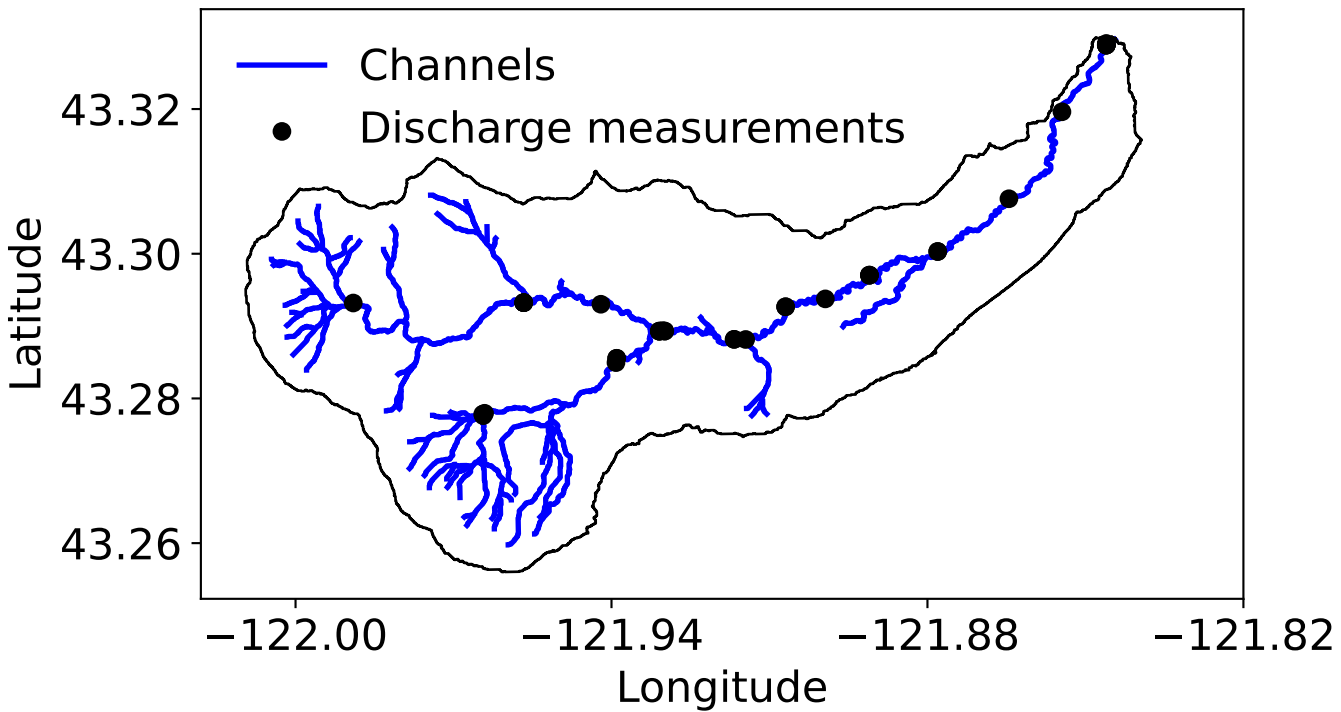 Channels
Discharge measurements
Latitude
43.32
43.30
43.28
43.26
−122.00 −121.94 −121.88 −121.82
Longitude